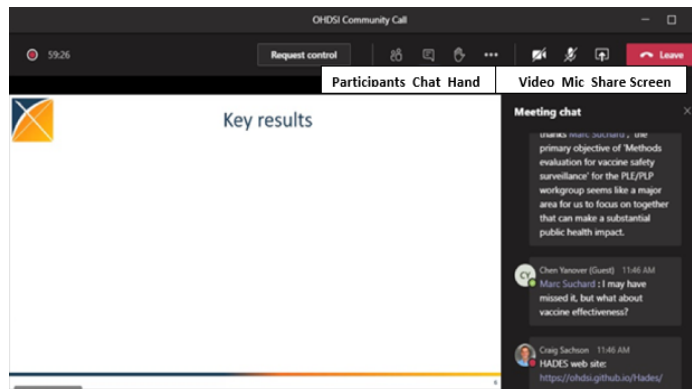 OHDSI Community Call
59:26
Request control
Leave
Participants Chat Hand
Video Mic Share Screen
Key results
Meeting chat
thanks Marc Suchard , the
primary objective of 'Methods
evaluation for vaccine safety
surveillance' for the PLE/PLP
workgroup seems like a major
area for us to focus on together
that can make a substantial
public health impact.
CY
Chen Yanover (Guest) 11:46 AM
Marc Suchard : I may have
missed it, but what about
vaccine effectiveness?
Craig Sachson 11:46 AM
HADES web site:
https://ohdsi.github.io/Hades/